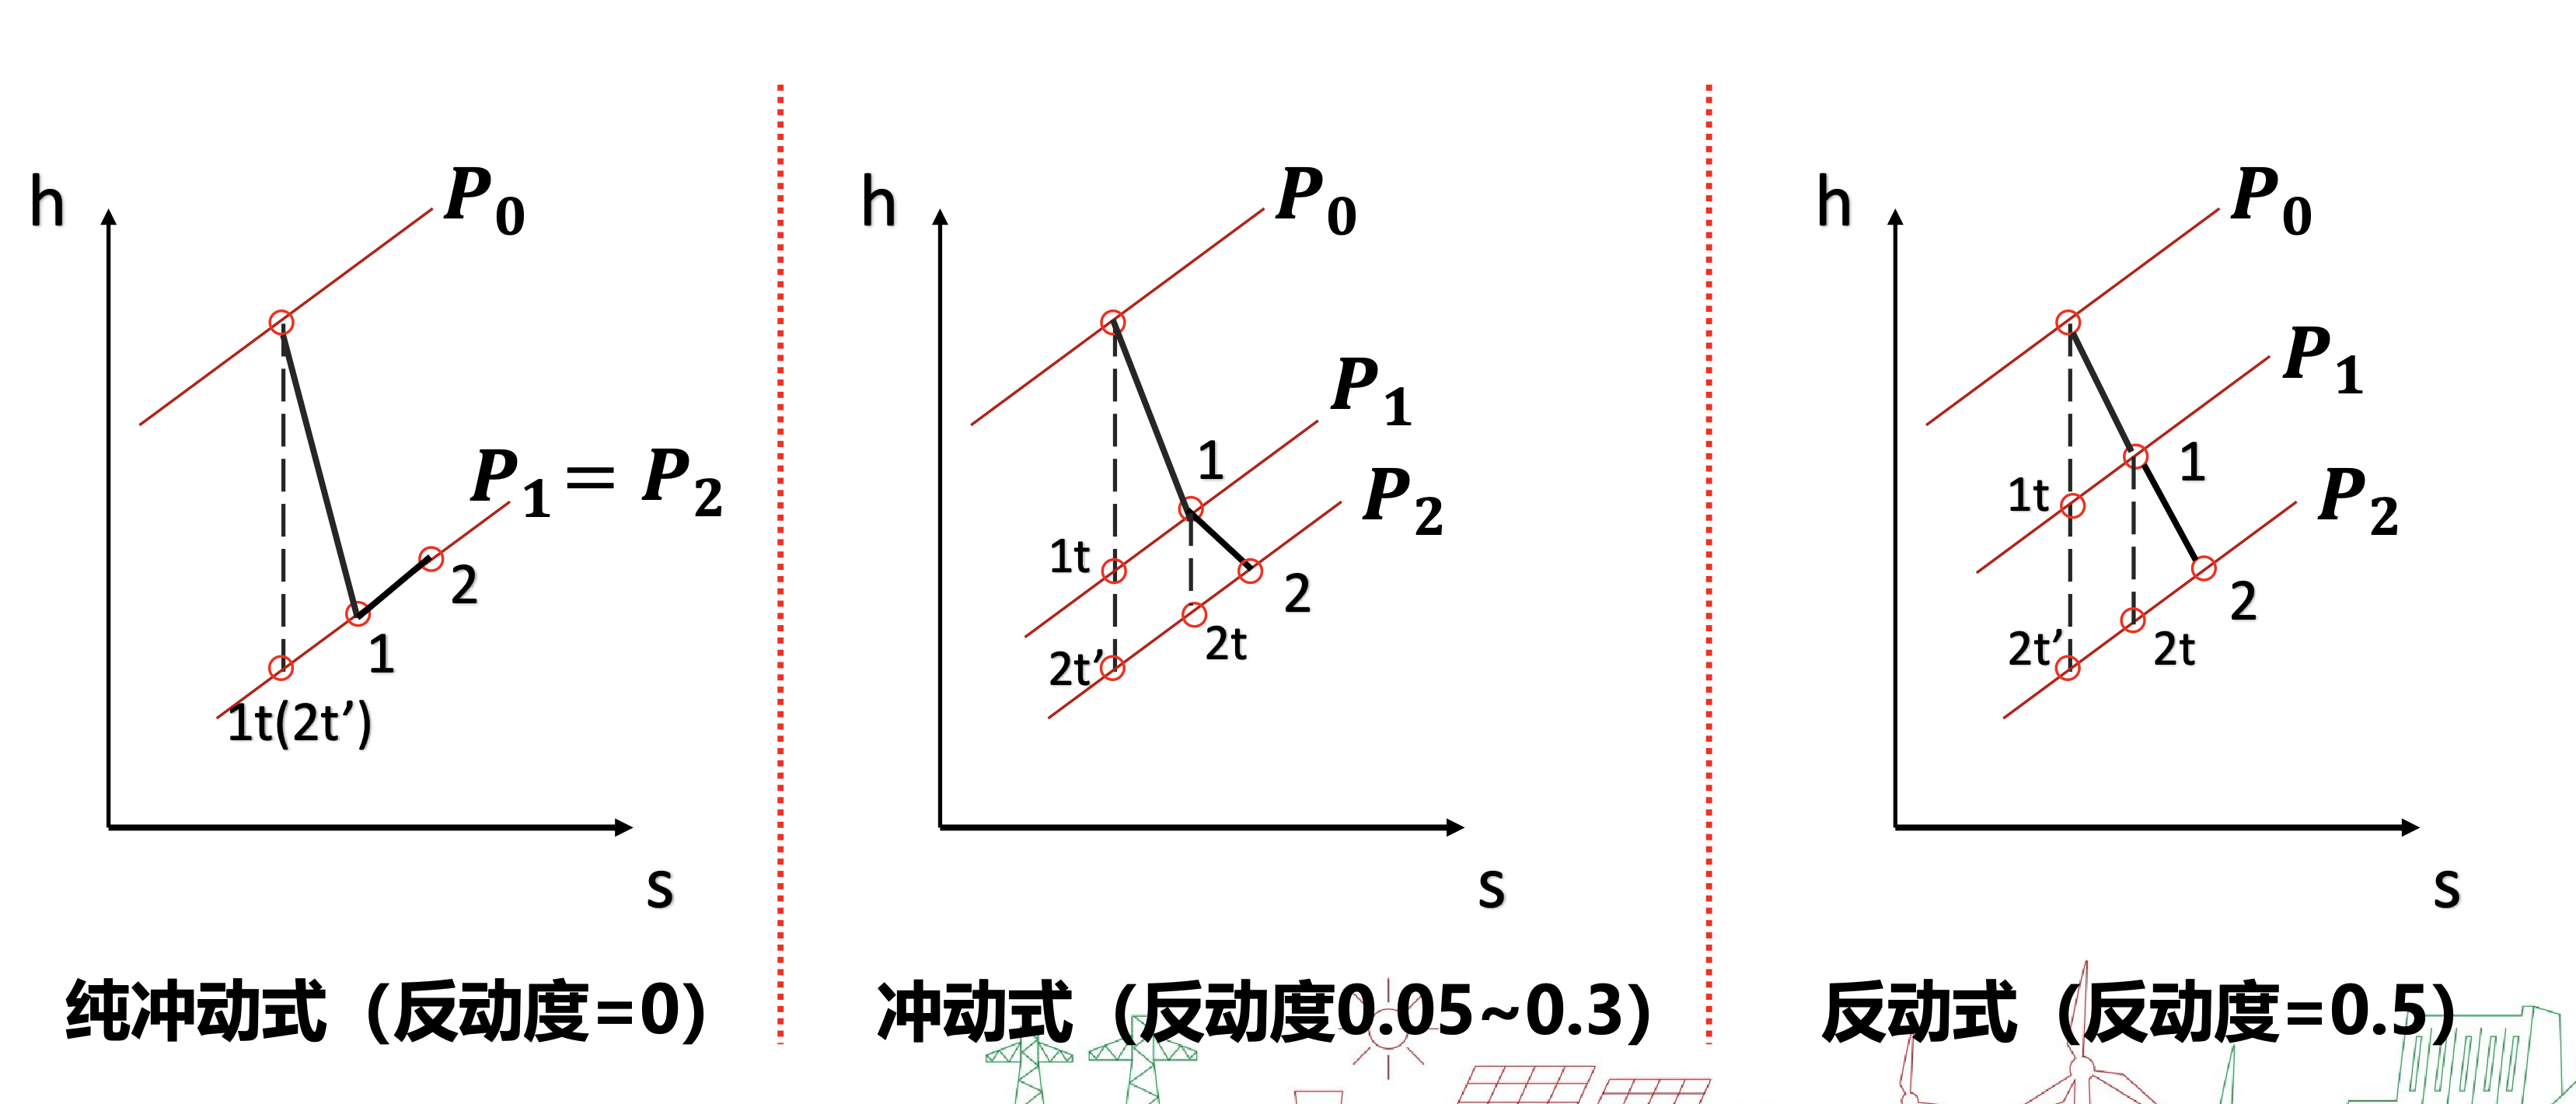 h
P0
P1 = P2
2
1
1t(2t’)
s
纯冲动式（反动度=0）
h
P0
P1
1
P2
1t
2
2t
2t’
s
冲动式（反动度0.05~0.3）
h
P0
P1
1
P2
1t
2
2t’
2t
s
反动式（反动度=0.5）